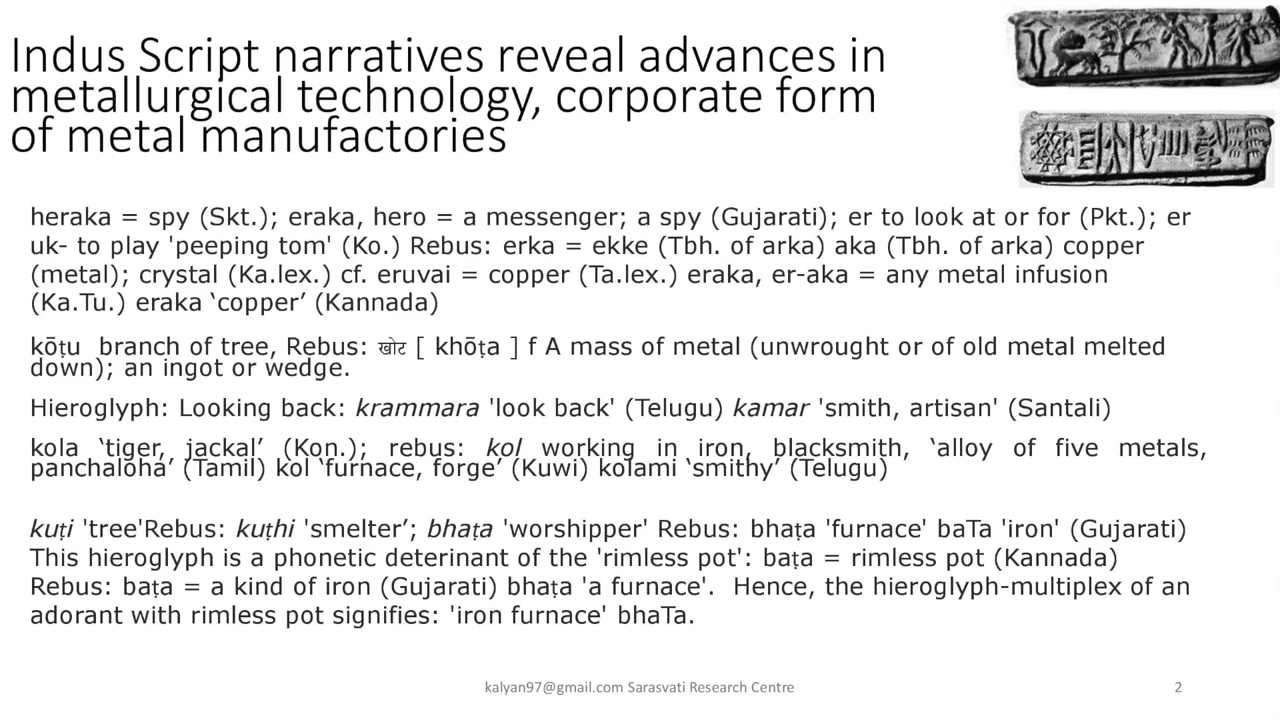 Indus Script narratives reveal advances in
metallurgical technology, corporate form
of metal manufactories
heraka = spy (Skt.); eraka, hero = a messenger; a spy (Gujarati); er to look at or for (Pkt.); er
uk- to play 'peeping tom' (Ko.) Rebus: erka = ekke (Tbh. of arka) aka (Tbh. of arka) copper
(metal); crystal (Ka.lex.) cf. eruvai = copper (Ta.lex.) eraka, er-aka = any metal infusion
(Ka.Tu.) eraka ‘copper’ (Kannada)
kōṭu branch of tree, Rebus: खोट [ khōṭa ] f A mass of metal (unwrought or of old metal melted
down); an ingot or wedge.
Hieroglyph: Looking back: krammara 'look back' (Telugu) kamar 'smith, artisan' (Santali)
kola ‘tiger, jackal’ (Kon.); rebus: kol working in iron, blacksmith, ‘alloy of five metals,
panchaloha’ (Tamil) kol ‘furnace, forge’ (Kuwi) kolami ‘smithy’ (Telugu)
kuṭi 'tree'Rebus: kuṭhi 'smelter’; bhaṭa 'worshipper' Rebus: bhaṭa 'furnace' baTa 'iron' (Gujarati)
This hieroglyph is a phonetic deterinant of the 'rimless pot': baṭa = rimless pot (Kannada)
Rebus: baṭa = a kind of iron (Gujarati) bhaṭa 'a furnace'. Hence, the hieroglyph-multiplex of an
adorant with rimless pot signifies: 'iron furnace' bhaTa.
kalyan97@gmail.com Sarasvati Research Centre
2